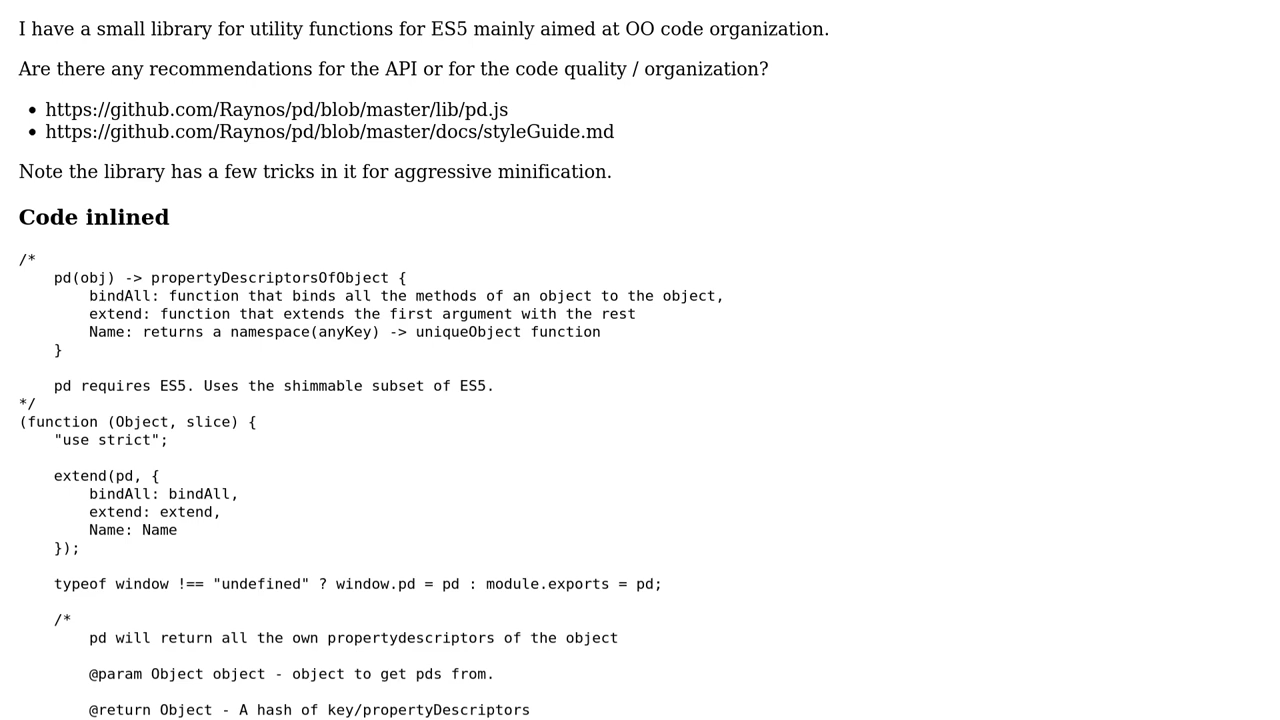 I have a small library for utility functions for ES5 mainly aimed at OO code organization.
Are there any recommendations for the API or for the code quality / organization?
• https://github.com/Raynos/pd/blob/master/lib/pd.js
• https://github.com/Raynos/pd/blob/master/docs/styleGuide.md
Note the library has a few tricks in it for aggressive minification.
Code inlined
/*
    pd(obj) -> propertyDescriptorsOfObject {
        bindAll: function that binds all the methods of an object to the object,
        extend: function that extends the first argument with the rest
        Name: returns a namespace(anyKey) -> uniqueObject function
    }
    pd requires ES5. Uses the shimmable subset of ES5.
*/
(function (Object, slice) {
    "use strict";
    extend(pd, {
        bindAll: bindAll,
        extend: extend,
        Name: Name
    });
    typeof window !== "undefined" ? window.pd = pd : module.exports = pd;
    /*
        pd will return all the own propertydescriptors of the object
        @param Object object - object to get pds from.
        @return Object - A hash of key/propertyDescriptors